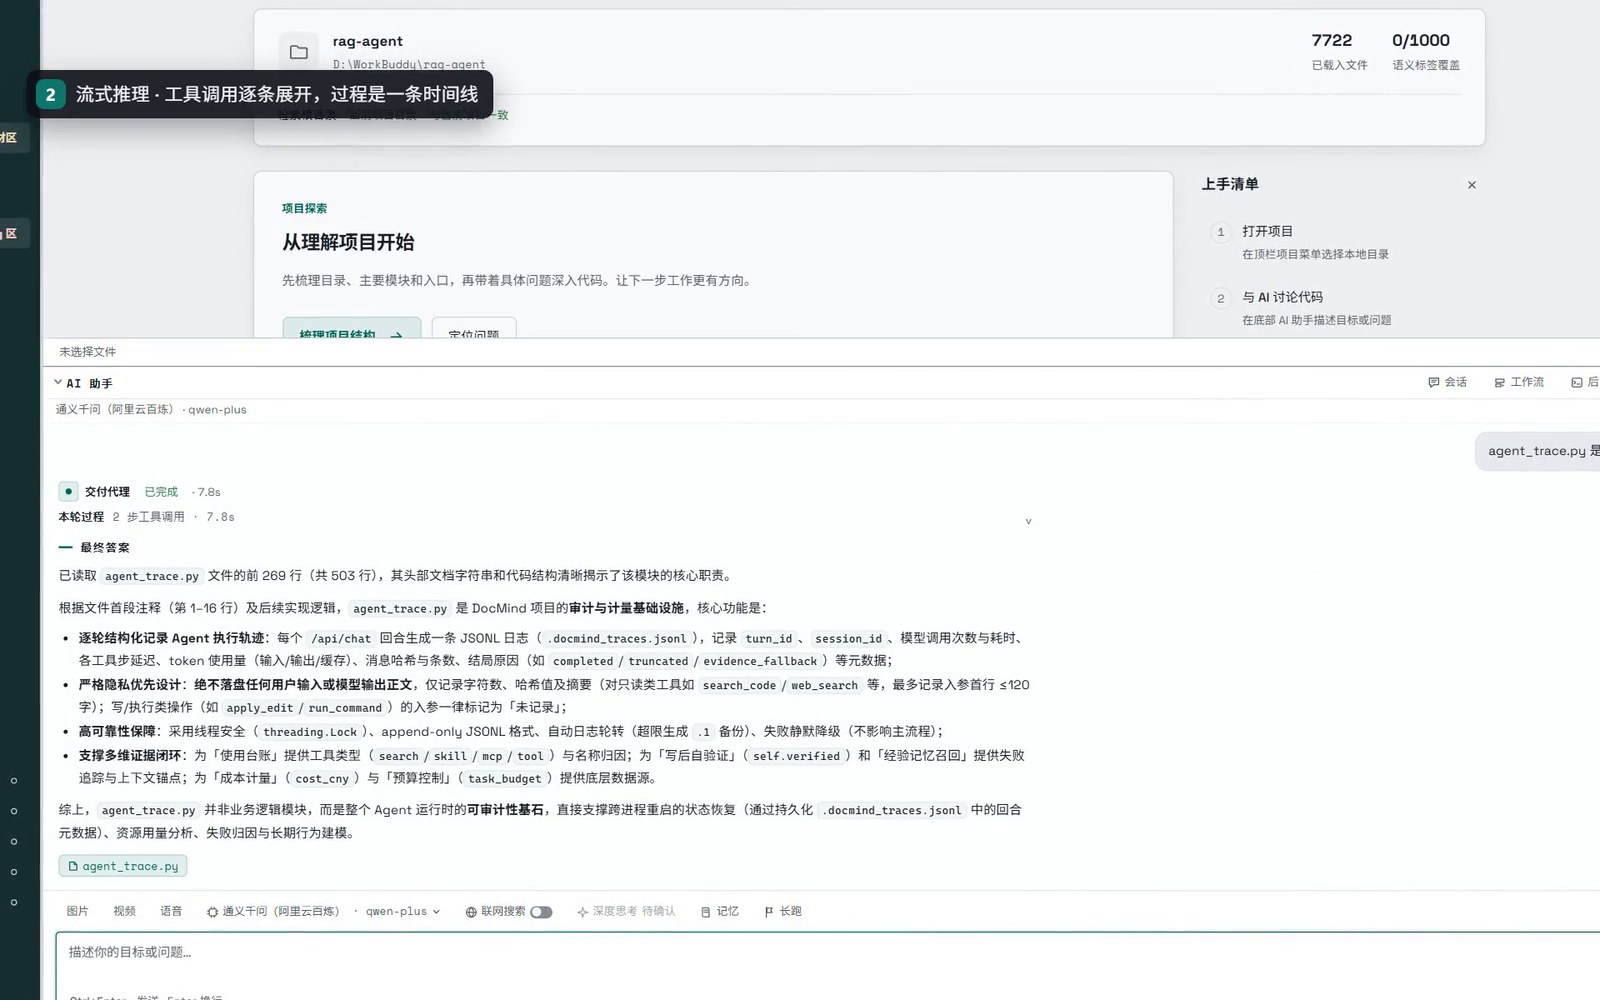 rag-agent
D:\WorkBuddy\rag-agent
7722
已载入文件
0/1000
语义标签覆盖
2 流式推理 · 工具调用逐条展开，过程是一条时间线
一致
材区
区
项目探索
从理解项目开始
先梳理目录、主要模块和入口，再带着具体问题深入代码。让下一步工作更有方向。
梳理项目结构 →
定位问题
上手清单 ×
1 打开项目
在顶栏项目菜单选择本地目录
2 与 AI 讨论代码
在底部 AI 助手描述目标或问题
未选择文件
AI 助手
会话 工作流 后
通义千问（阿里云百炼） · qwen-plus
agent_trace.py 是
交付代理 已完成 · 7.8s
本轮过程 2 步工具调用 · 7.8s
v
最终答案
已读取 agent_trace.py 文件的前 269 行（共 503 行），其头部文档字符串和代码结构清晰揭示了该模块的核心职责。
根据文件首段注释（第 1–16 行）及后续实现逻辑，agent_trace.py 是 DocMind 项目的审计与计量基础设施，核心功能是：
• 逐轮结构化记录 Agent 执行轨迹：每个 /api/chat 回合生成一条 JSONL 日志（ .docmind_traces.jsonl ），记录 turn_id 、 session_id 、模型调用次数与耗时、
各工具步延迟、token 使用量（输入/输出/缓存）、消息哈希与条数、结局原因（如 completed / truncated / evidence_fallback ）等元数据；
• 严格隐私优先设计：绝不落盘任何用户输入或模型输出正文，仅记录字符数、哈希值及摘要（对只读类工具如 search_code / web_search 等，最多记录入参首行 ≤120
字）；写/执行类操作（如 apply_edit / run_command ）的入参一律标记为「未记录」；
• 高可靠性保障：采用线程安全（ threading.Lock ）、append-only JSONL 格式、自动日志轮转（超限生成 .1 备份）、失败静默降级（不影响主流程）；
• 支撑多维证据闭环：为「使用台账」提供工具类型（ search / skill / mcp / tool ）与名称归因；为「写后自验证」（ self.verified ）和「经验记忆召回」提供失败
追踪与上下文锚点；为「成本计量」（ cost_cny ）与「预算控制」（ task_budget ）提供底层数据源。
综上，agent_trace.py 并非业务逻辑模块，而是整个 Agent 运行时的可审计性基石，直接支撑跨进程重启的状态恢复（通过持久化 .docmind_traces.jsonl 中的回合
元数据）、资源用量分析、失败归因与长期行为建模。
agent_trace.py
图片 视频 语音 通义千问（阿里云百炼） · qwen-plus 联网搜索 深度思考 待确认 记忆 长跑
描述你的目标或问题…